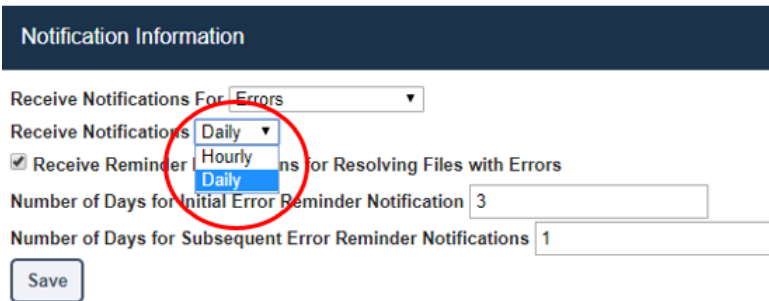 Notification Information
Receive Notifications For Errors
Receive Notifications Daily
Hourly
Receive Reminder ns for Resolving Files with Errors
Daily
Number of Days for Initial Error Reminder Notification 3
Number of Days for Subsequent Error Reminder Notifications 1
Save